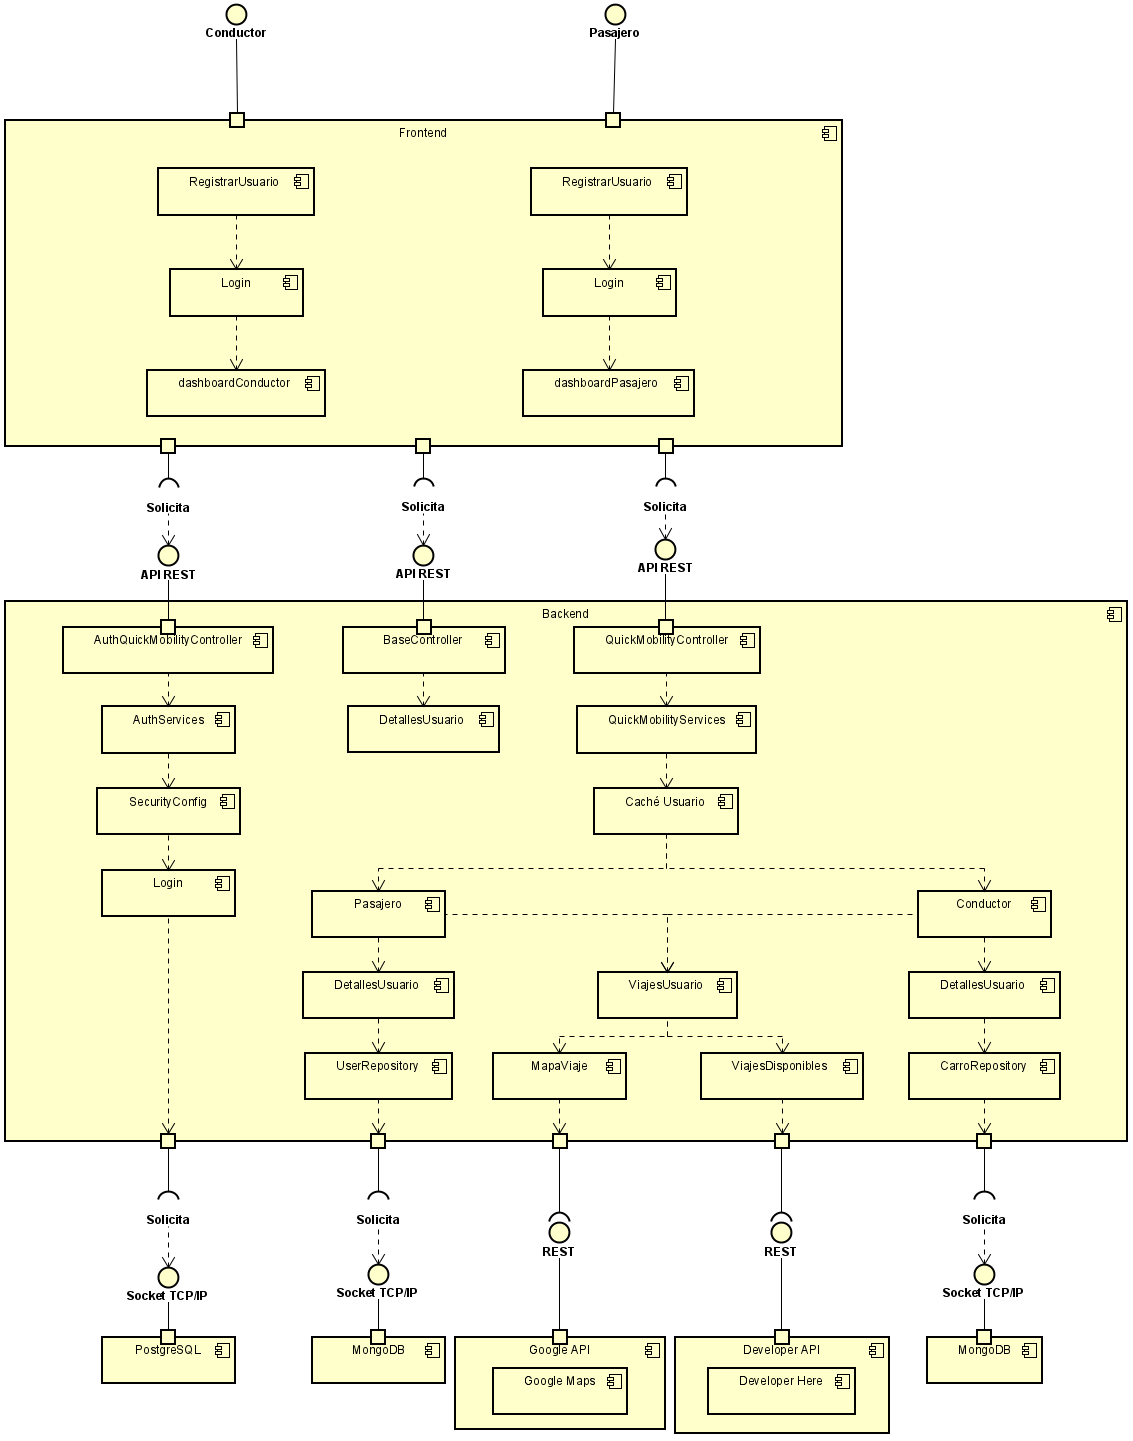 Conductor
Pasajero
Frontend
RegistrarUsuario
RegistrarUsuario
Login
Login
dashboardConductor
dashboardPasajero
Solicita
Solicita
Solicita
API REST
API REST
API REST
Backend
AuthQuickMobilityController
BaseController
QuickMobilityController
AuthServices
DetallesUsuario
QuickMobilityServices
SecurityConfig
Caché Usuario
Login
Pasajero
Conductor
DetallesUsuario
ViajesUsuario
DetallesUsuario
UserRepository
MapaViaje
ViajesDisponibles
CarroRepository
Solicita
Solicita
Solicita
REST
REST
Socket TCP/IP
Socket TCP/IP
Socket TCP/IP
PostgreSQL
MongoDB
Google API
Developer API
MongoDB
Google Maps
Developer Here